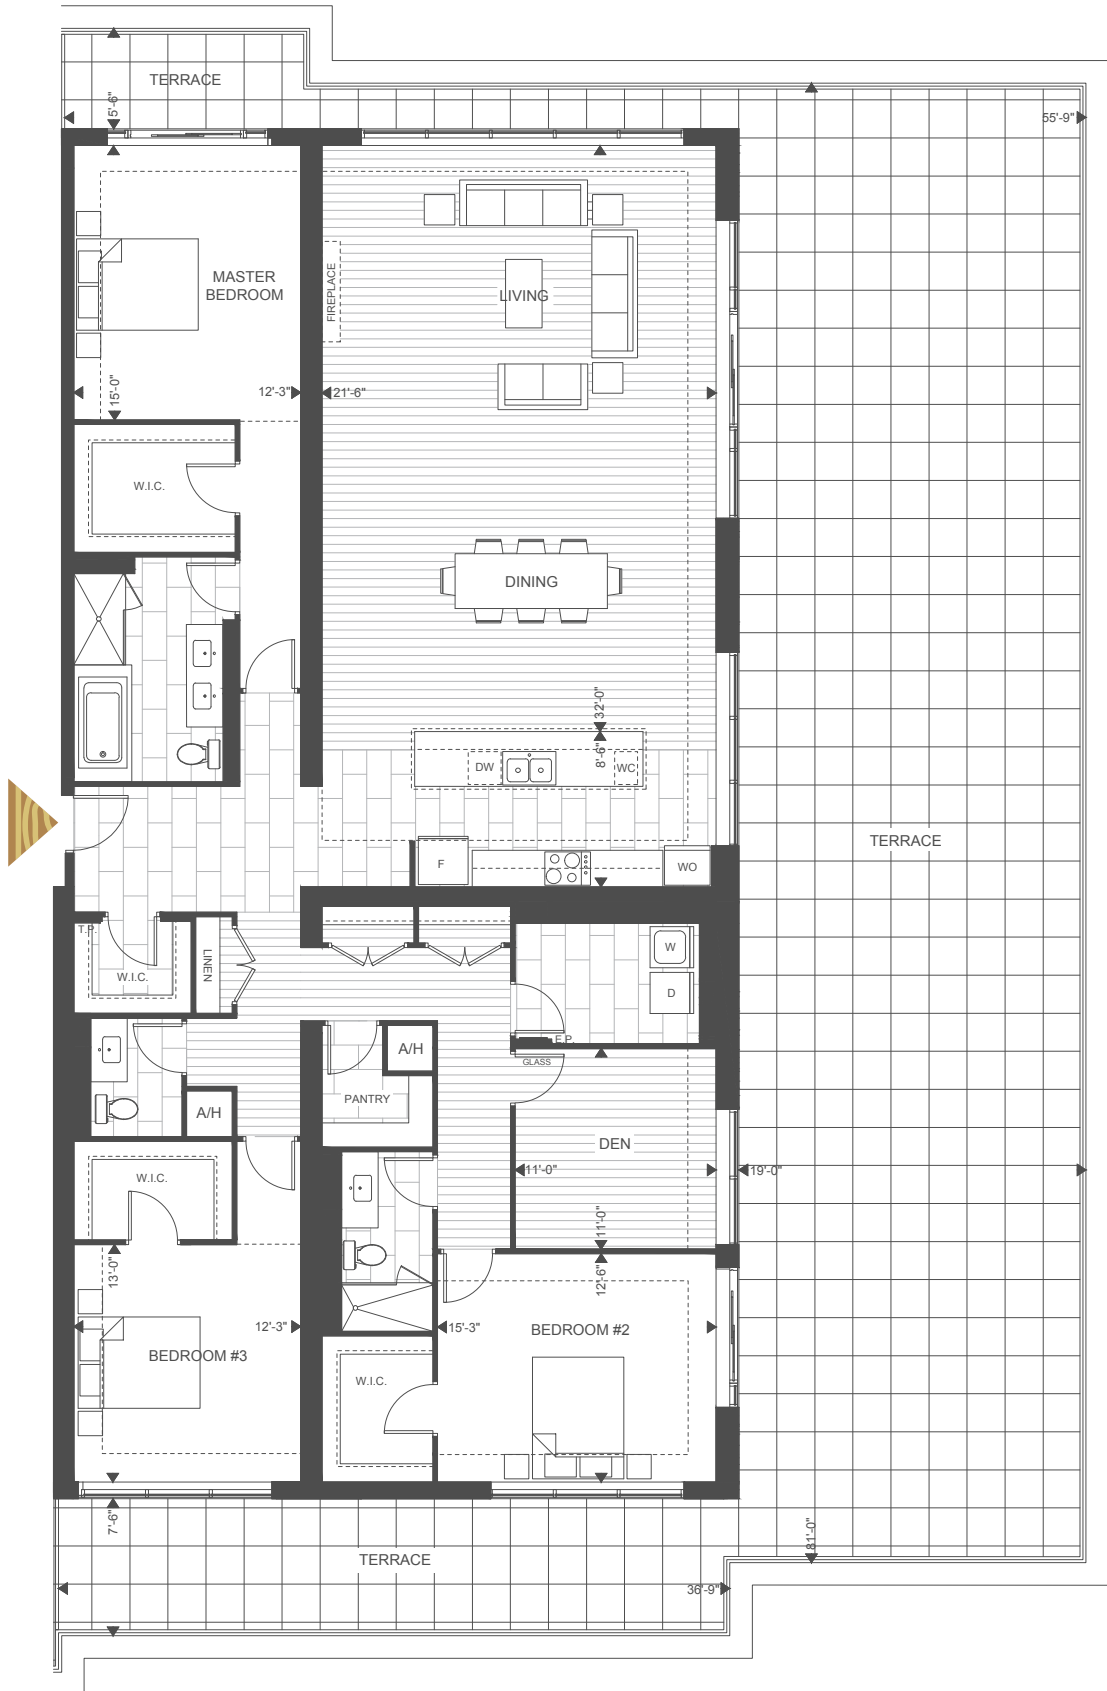 TERRACE
5'-6"
55'-9"
MASTER
BEDROOM
FIREPLACE
LIVING
15'-0"
12'-3"
21'-6"
W.I.C.
DINING
32'-0"
8'-6"
DW
WC
TERRACE
F
WO
T.P.
W.I.C.
LINEN
W
D
E.P.
GLASS
A/H
PANTRY
A/H
DEN
W.I.C.
11'-0"
19'-0"
11'-0"
13'-0"
12'-6"
12'-3"
15'-3"
BEDROOM #2
BEDROOM #3
W.I.C.
7'-6"
81'-0"
TERRACE
36'-9"